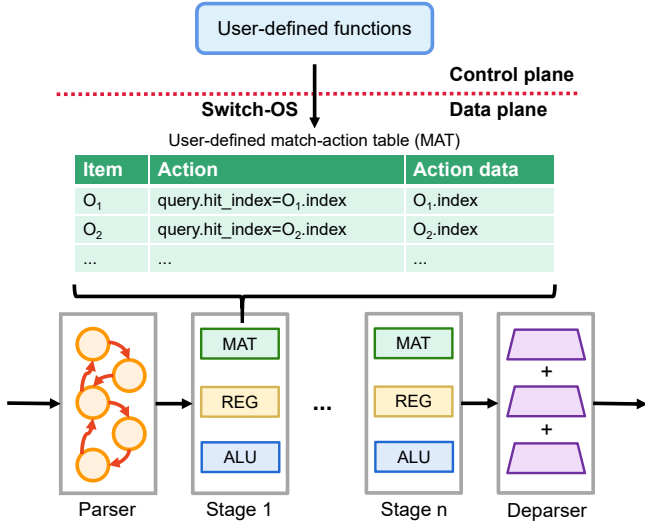 User-defined functions
Control plane
Switch-OS
Data plane
User-defined match-action table (MAT)
Item Action Action data
O1 query.hit_index=O1.index O1.index
O2 query.hit_index=O2.index O2.index
... ... ...
MAT MAT
+
REG ... REG
+
ALU ALU
Parser Stage 1 Stage n Deparser